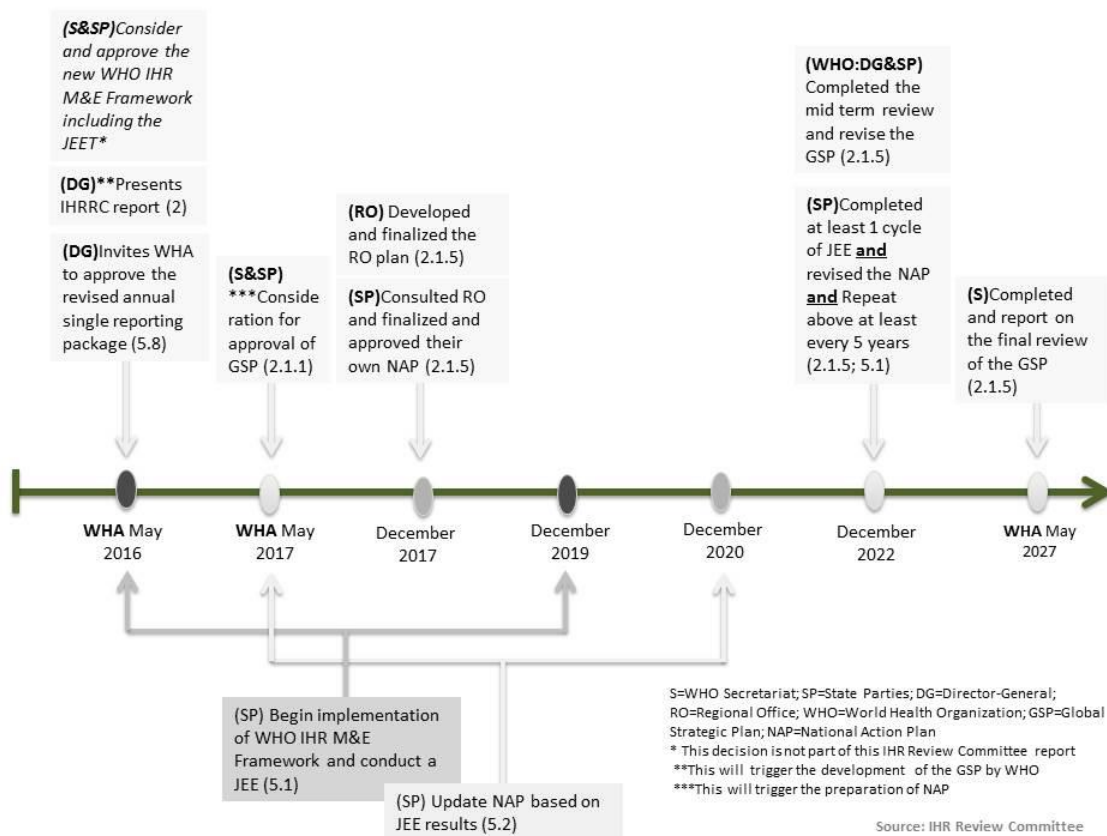 (S&SP)Consider
and approve the
new WHO IHR
M&E Framework
including the
JEET*
(DG)**Presents
IHRRC report (2)
(DG)Invites WHA
to approve the
revised annual
single reporting
package (5.8)
(S&SP)
***Conside
ration for
approval of
GSP (2.1.1)
(RO) Developed
and finalized the
RO plan (2.1.5)
(SP)Consulted RO
and finalized and
approved their
own NAP (2.1.5)
(WHO:DG&SP)
Completed the
mid term review
and revise the
GSP (2.1.5)
(SP)Completed
at least 1 cycle
of JEE and
revised the NAP
and Repeat
above at least
every 5 years
(2.1.5; 5.1)
(S)Completed
and report on
the final review
of the GSP
(2.1.5)
WHA May
2016
WHA May
2017
December
2017
December
2019
December
2020
December
2022
WHA May
2027
(SP) Begin implementation
of WHO IHR M&E
Framework and conduct a
JEE (5.1)
(SP) Update NAP based on
JEE results (5.2)
S=WHO Secretariat; SP=State Parties; DG=Director-General;
RO=Regional Office; WHO=World Health Organization; GSP=Global
Strategic Plan; NAP=National Action Plan
* This decision is not part of this IHR Review Committee report
**This will trigger the development of the GSP by WHO
***This will trigger the preparation of NAP
Source: IHR Review Committee